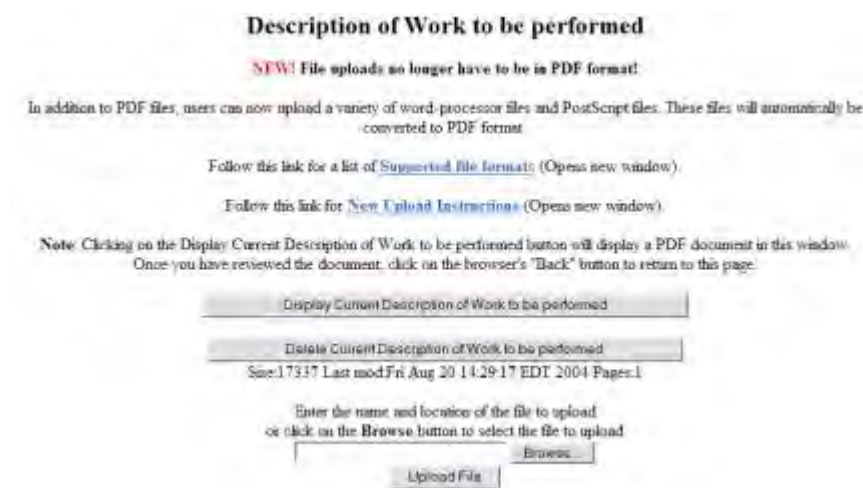 Description of Work to be performed
NEW! File uploads no longer have to be in PDF format!
In addition to PDF files, users can now upload a variety of word-processor files and PostScript files. These files will automatically be
converted to PDF format
Follow this link for a list of Supported file formats (Opens new window).
Follow this link for New Upload Instructions (Opens new window).
Note: Clicking on the Display Current Description of Work to be performed button will display a PDF document in this window.
Once you have reviewed the document, click on the browser's "Back" button to return to this page.
Display Current Description of Work to be performed
Delete Current Description of Work to be performed
Size:17337 Last mod:Fri Aug 20 14:29:17 EDT 2004 Pages:1
Enter the name and location of the file to upload
or click on the Browse button to select the file to upload
Browse...
Upload File